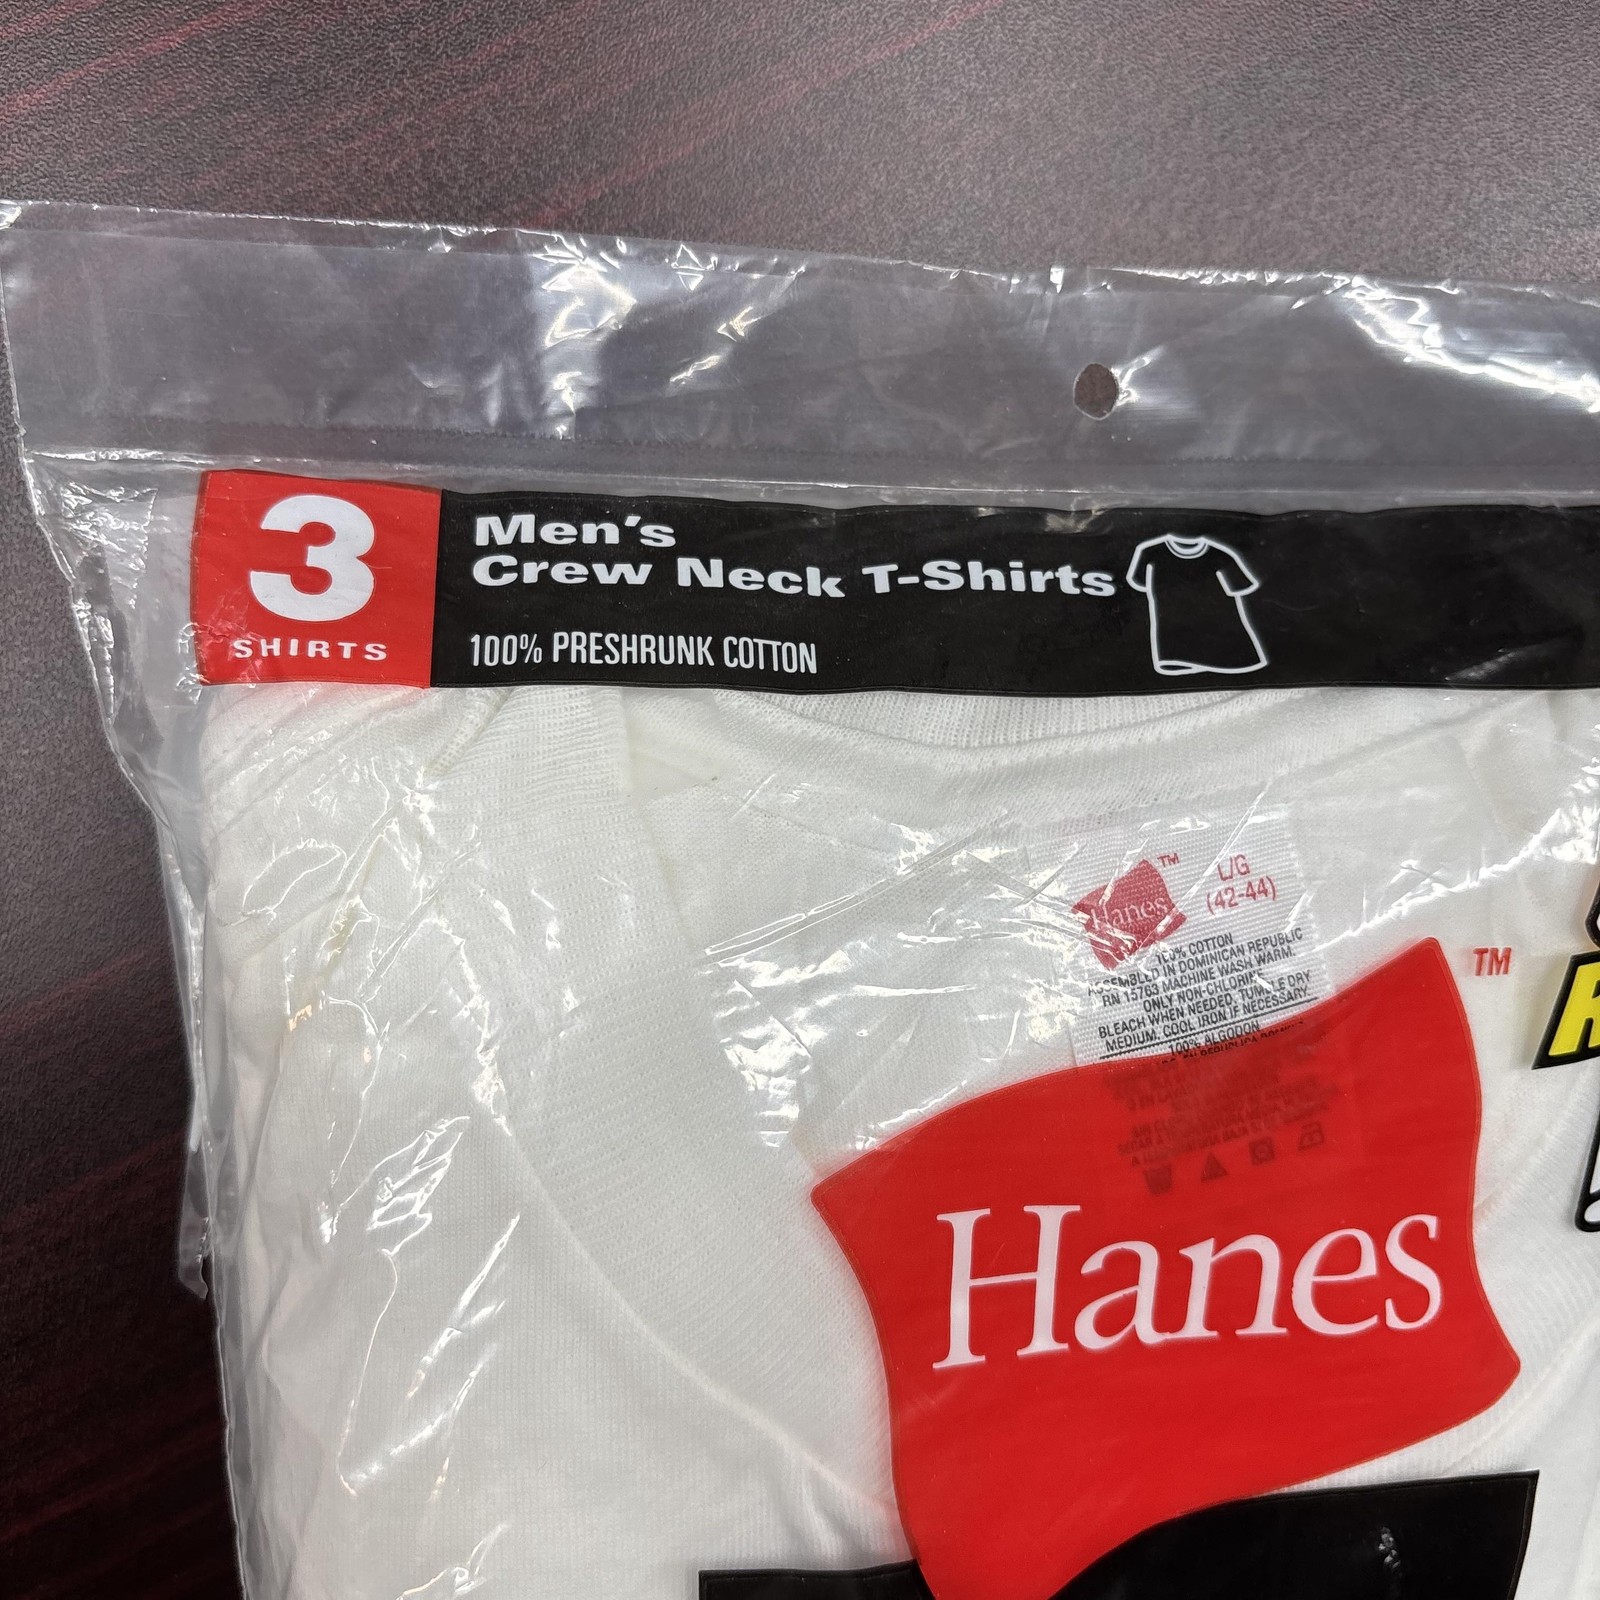 3
SHIRTS
Men's
Crew Neck T-Shirts
100% PRESHRUNK COTTON
Hanes™
L/G
(42-44)
100% COTTON
ASSEMBLED IN DOMINICAN REPUBLIC
RN 15763 MACHINE WASH WARM.
ONLY NON-CHLORINE
BLEACH WHEN NEEDED. TUMBLE DRY
MEDIUM. COOL IRON IF NECESSARY.
100% ALGODON
TM
Hanes